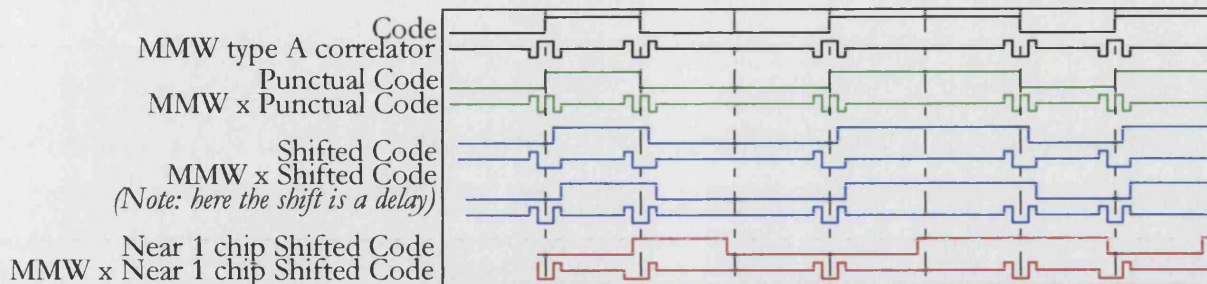 Code
MMW type A correlator
Punctual Code
MMW x Punctual Code
Shifted Code
MMW x Shifted Code
(Note: here the shift is a delay)
Near 1 chip Shifted Code
MMW x Near 1 chip Shifted Code